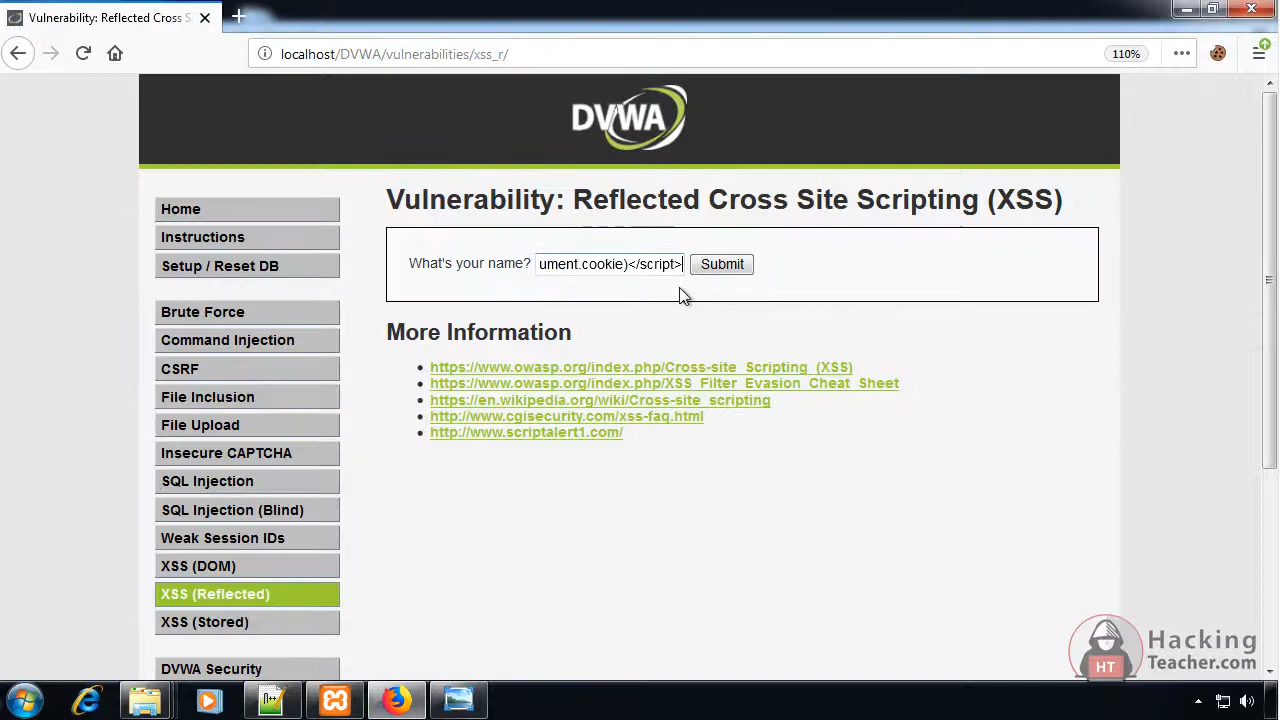 Vulnerability: Reflected Cross S
localhost/DVWA/vulnerabilities/xss_r/
110%
DVWA
Vulnerability: Reflected Cross Site Scripting (XSS)
What's your name? ument.cookie)</script> Submit
More Information
https://www.owasp.org/index.php/Cross-site_Scripting_(XSS)
https://www.owasp.org/index.php/XSS_Filter_Evasion_Cheat_Sheet
https://en.wikipedia.org/wiki/Cross-site_scripting
http://www.cgisecurity.com/xss-faq.html
http://www.scriptalert1.com/
Home
Instructions
Setup / Reset DB
Brute Force
Command Injection
CSRF
File Inclusion
File Upload
Insecure CAPTCHA
SQL Injection
SQL Injection (Blind)
Weak Session IDs
XSS (DOM)
XSS (Reflected)
XSS (Stored)
DVWA Security
HT
Hacking
Teacher.com